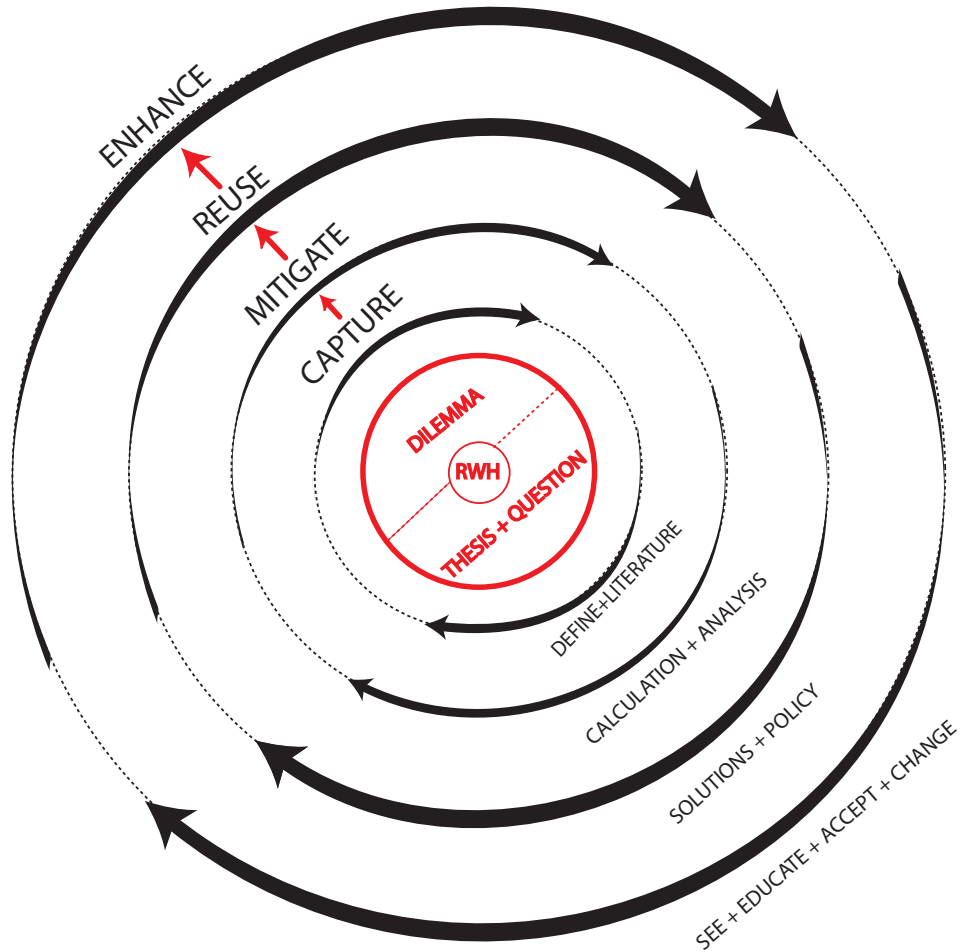 ENHANCE
REUSE
MITIGATE
CAPTURE
DILEMMA
RWH
THESIS + QUESTION
DEFINE+LITERATURE
CALCULATION + ANALYSIS
SOLUTIONS + POLICY
SEE + EDUCATE + ACCEPT + CHANGE